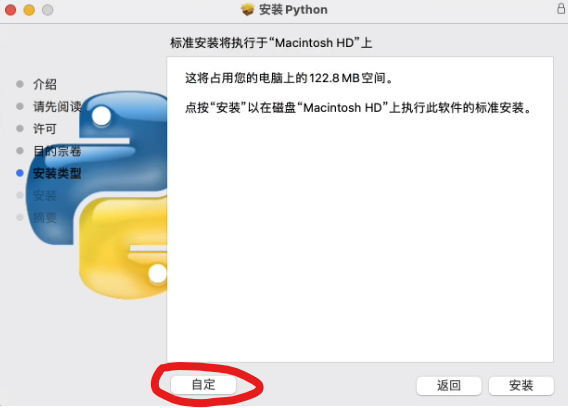 安装 Python
标准安装将执行于“Macintosh HD”上
介绍
请先阅读
许可
目的宗卷
安装类型
安装
摘要
这将占用您的电脑上的122.8 MB空间。
点按“安装”以在磁盘“Macintosh HD”上执行此软件的标准安装。
自定
返回
安装